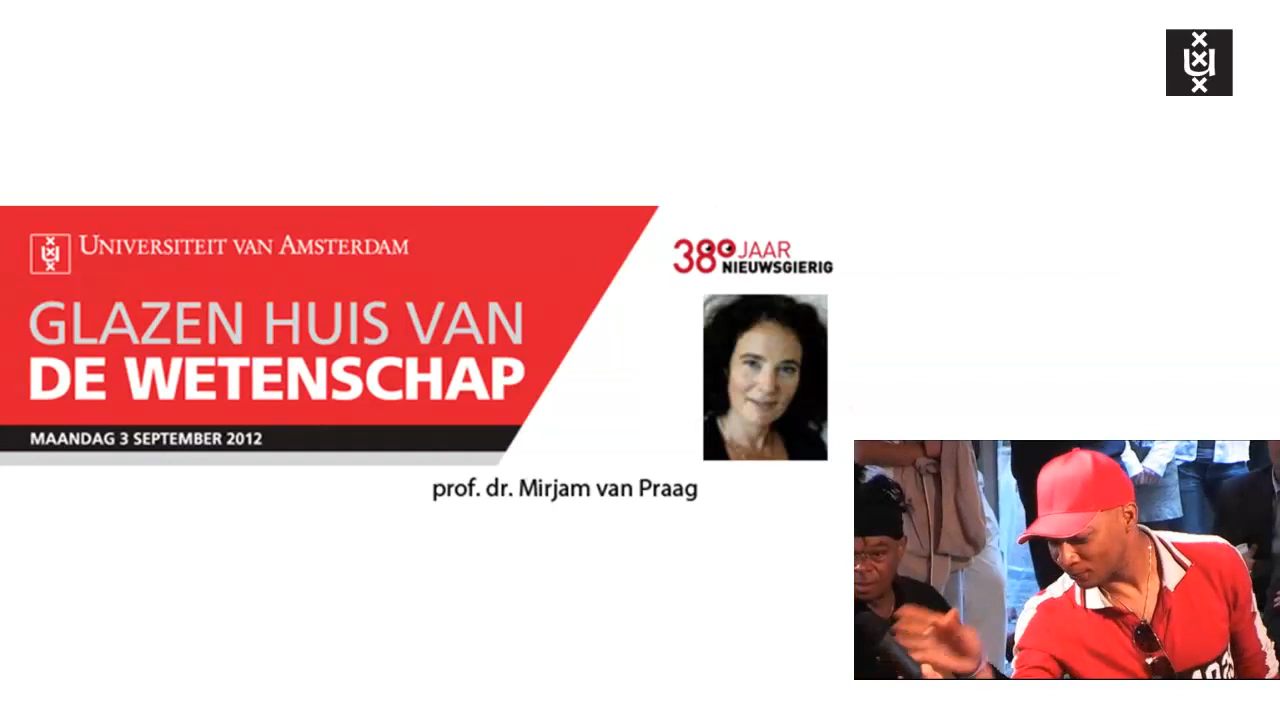 UNIVERSITEIT VAN AMSTERDAM
GLAZEN HUIS VAN
DE WETENSCHAP
MAANDAG 3 SEPTEMBER 2012
380 JAAR
NIEUWSGIERIG
prof. dr. Mirjam van Praag